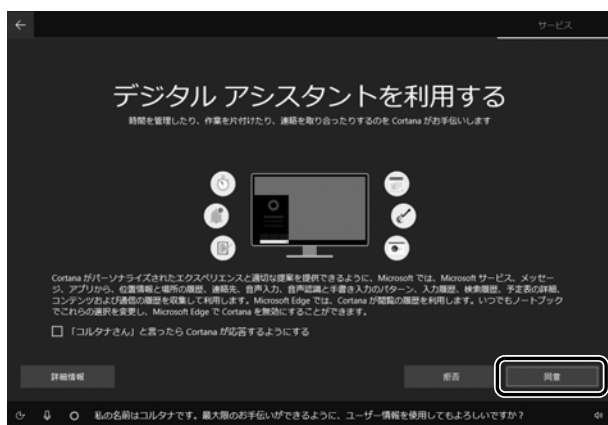 サービス
デジタル アシスタントを利用する
時間を管理したり、作業を片付けたり、連絡を取り合ったりするのを Cortana がお手伝いします
Cortana がパーソナライズされたエクスペリエンスと適切な提案を提供できるように、Microsoft では、Microsoft サービス、メッセー
ジ、アプリから、位置情報と場所の履歴、連絡先、音声入力、音声認識と手書き入力のパターン、入力履歴、検索履歴、予定表の詳細、
コンテンツおよび通信の履歴を収集して利用します。Microsoft Edge では、Cortana が閲覧の履歴を利用します。いつでもノートブック
でこれらの選択を変更し、Microsoft Edge で Cortana を無効にすることができます。
「コルタナさん」と言ったら Cortana が応答するようにする
詳細情報
拒否
同意
私の名前はコルタナです。最大限のお手伝いができるように、ユーザー情報を使用してもよろしいですか？